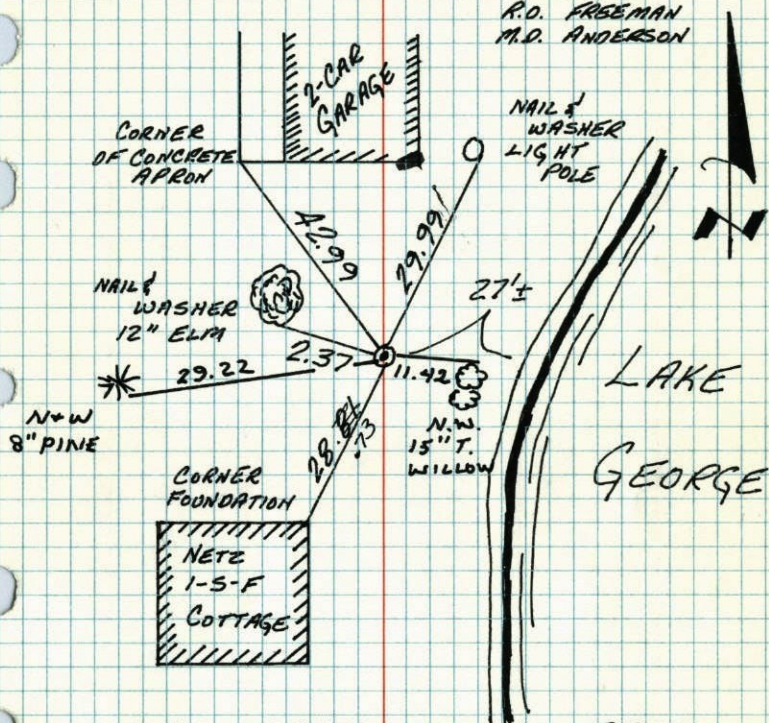 R.O. FREEMAN
M.D. ANDERSON
2-CAR
GARAGE
NAIL &
WASHER
LIGHT
POLE
CORNER
OF CONCRETE
APRON
42.99
29.99
NAIL &
WASHER
12" ELM
27'±
2.37
29.22
11.42
LAKE
GEORGE
N+W
8" PINE
N.W.
15" T.
WILLOW
28.
.73
CORNER
FOUNDATION
NETZ
1-S-F
COTTAGE
N